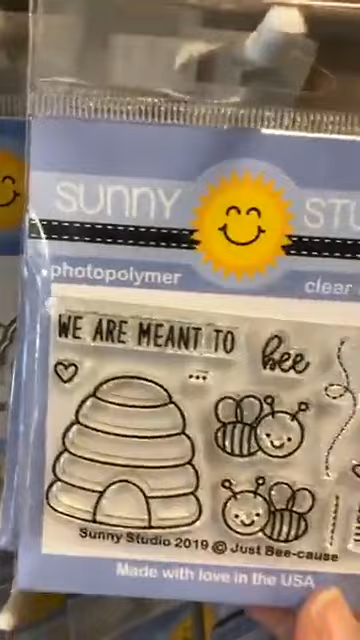 SUNNY STU
photopolymer clear
WE ARE MEANT TO bee
...
Sunny Studio 2019 © Just Bee-cause
Made with love in the USA